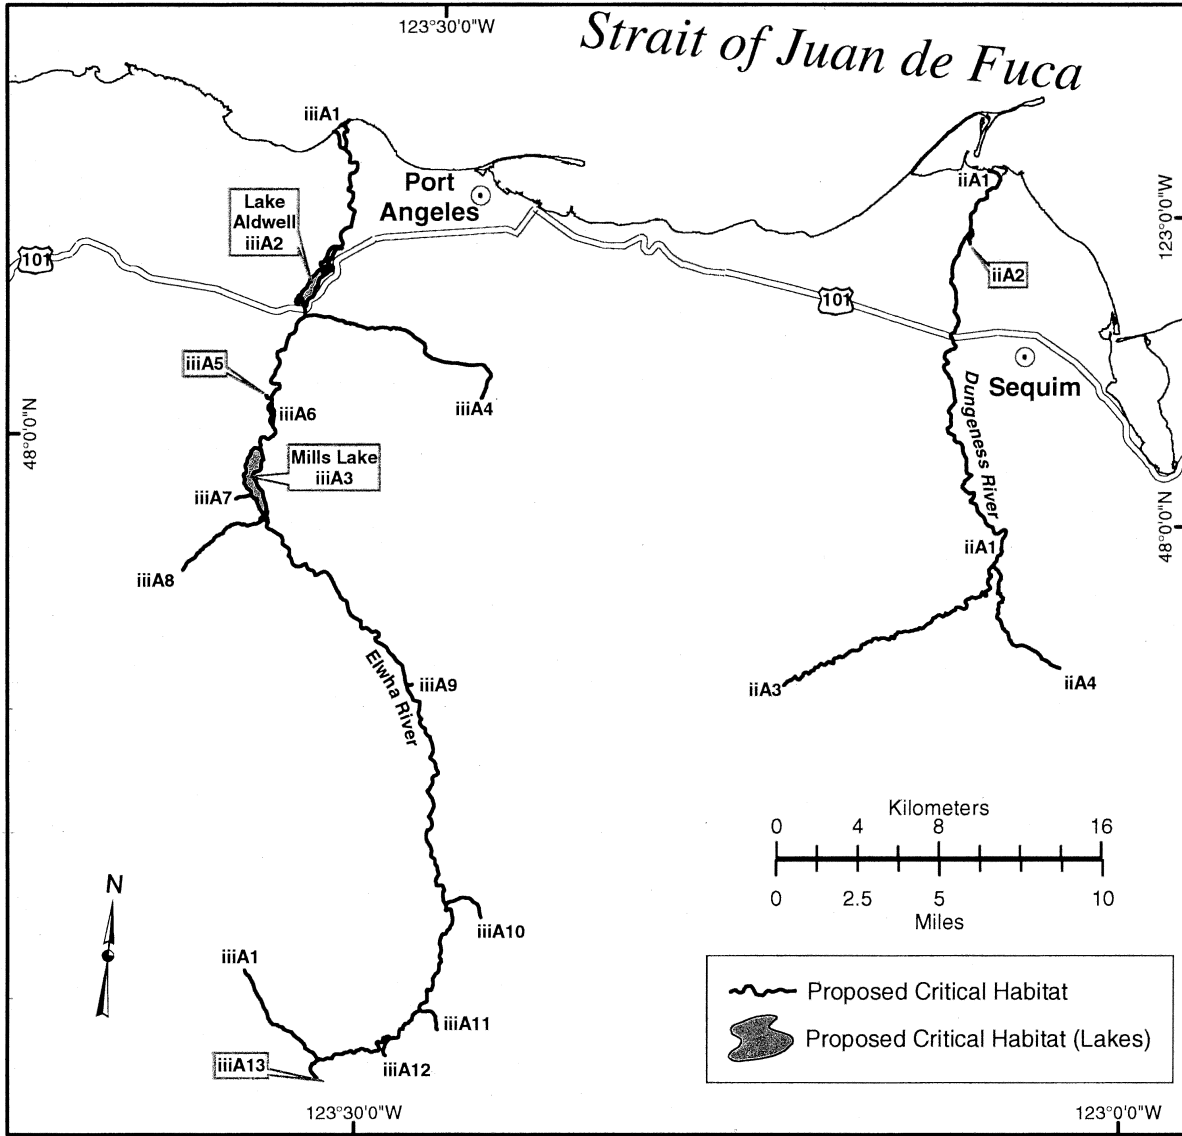 123°30'0"W
Strait of Juan de Fuca
iiiA1
Port
Angeles
iiA1
Lake
Aldwell
iiiA2
123°0'0"W
101
iiA2
101
iiiA5
Sequim
iiiA4
iiiA6
Dungeness River
48°0'0"N
Mills Lake
iiiA3
iiiA7
48°0'0"N
iiA1
iiiA8
Elwha River
iiiA9
iiA3
iiA4
Kilometers
0 4 8 16
0 2.5 5 10
Miles
N
iiiA10
iiiA1
iiiA11
iiiA12
iiiA13
Proposed Critical Habitat
Proposed Critical Habitat (Lakes)
123°30'0"W
123°0'0"W